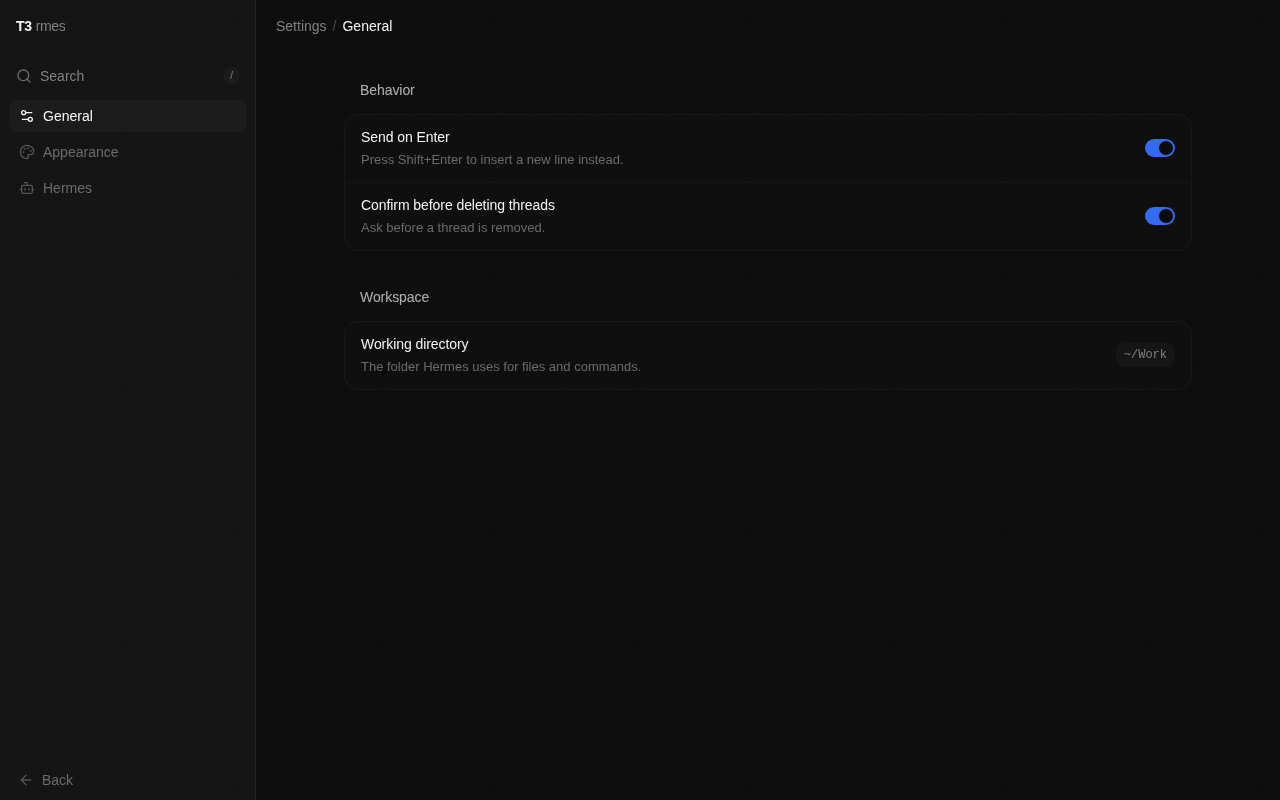 T3 rmes
Settings / General
Search /
General
Appearance
Hermes
Behavior
Send on Enter
Press Shift+Enter to insert a new line instead.
Confirm before deleting threads
Ask before a thread is removed.
Workspace
Working directory
The folder Hermes uses for files and commands.
~/Work
Back